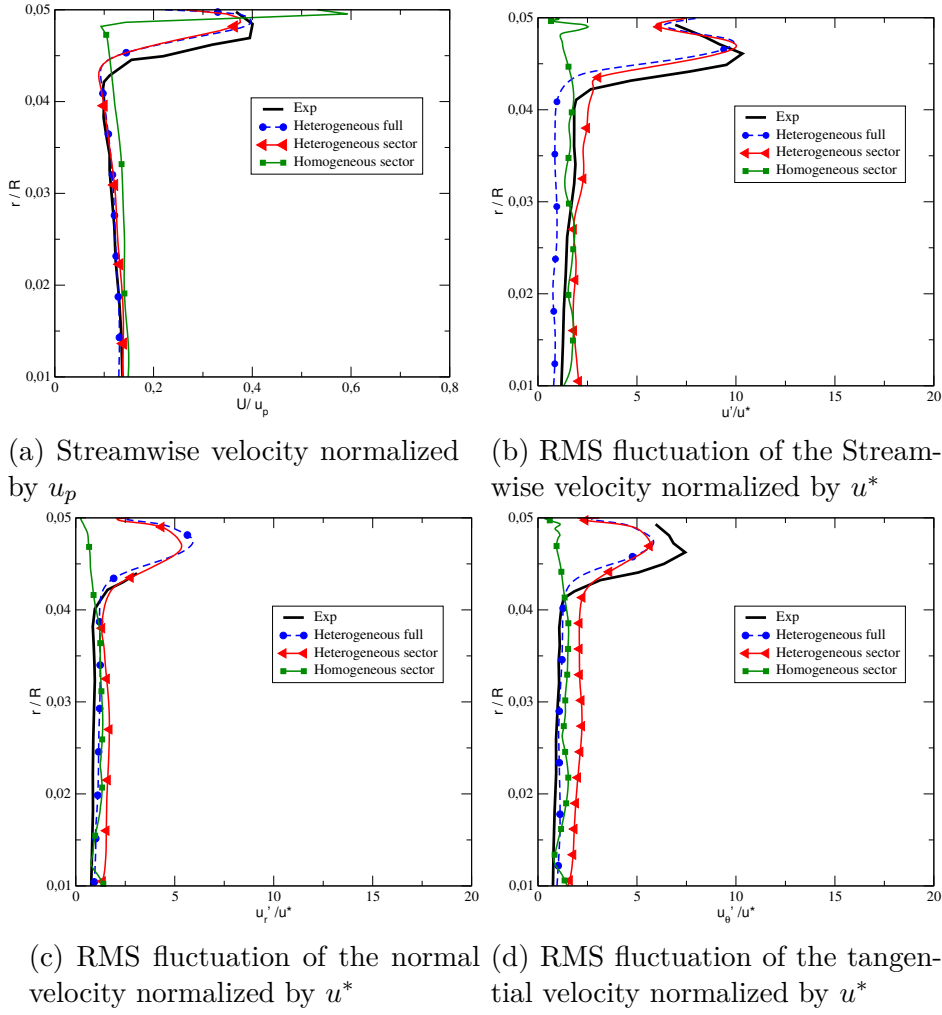 0,05
0,04
0,03
0,02
0,01
r / R
0
0,2
0,4
0,6
0,8
U/ u_p
Exp
Heterogeneous full
Heterogeneous sector
Homogeneous sector
(a) Streamwise velocity normalized
by u_p
0,05
0,04
0,03
0,02
0,01
r / R
0
5
10
15
20
u'/u*
Exp
Heterogeneous full
Heterogeneous sector
Homogeneous sector
(b) RMS fluctuation of the Stream-
wise velocity normalized by u*
0,05
0,04
0,03
0,02
0,01
r / R
0
5
10
15
20
u_r'/u*
Exp
Heterogeneous full
Heterogeneous sector
Homogeneous sector
(c) RMS fluctuation of the normal
velocity normalized by u*
0,05
0,04
0,03
0,02
0,01
r / R
0
5
10
15
20
u_θ'/u*
Exp
Heterogeneous full
Heterogeneous sector
Homogeneous sector
(d) RMS fluctuation of the tangen-
tial velocity normalized by u*